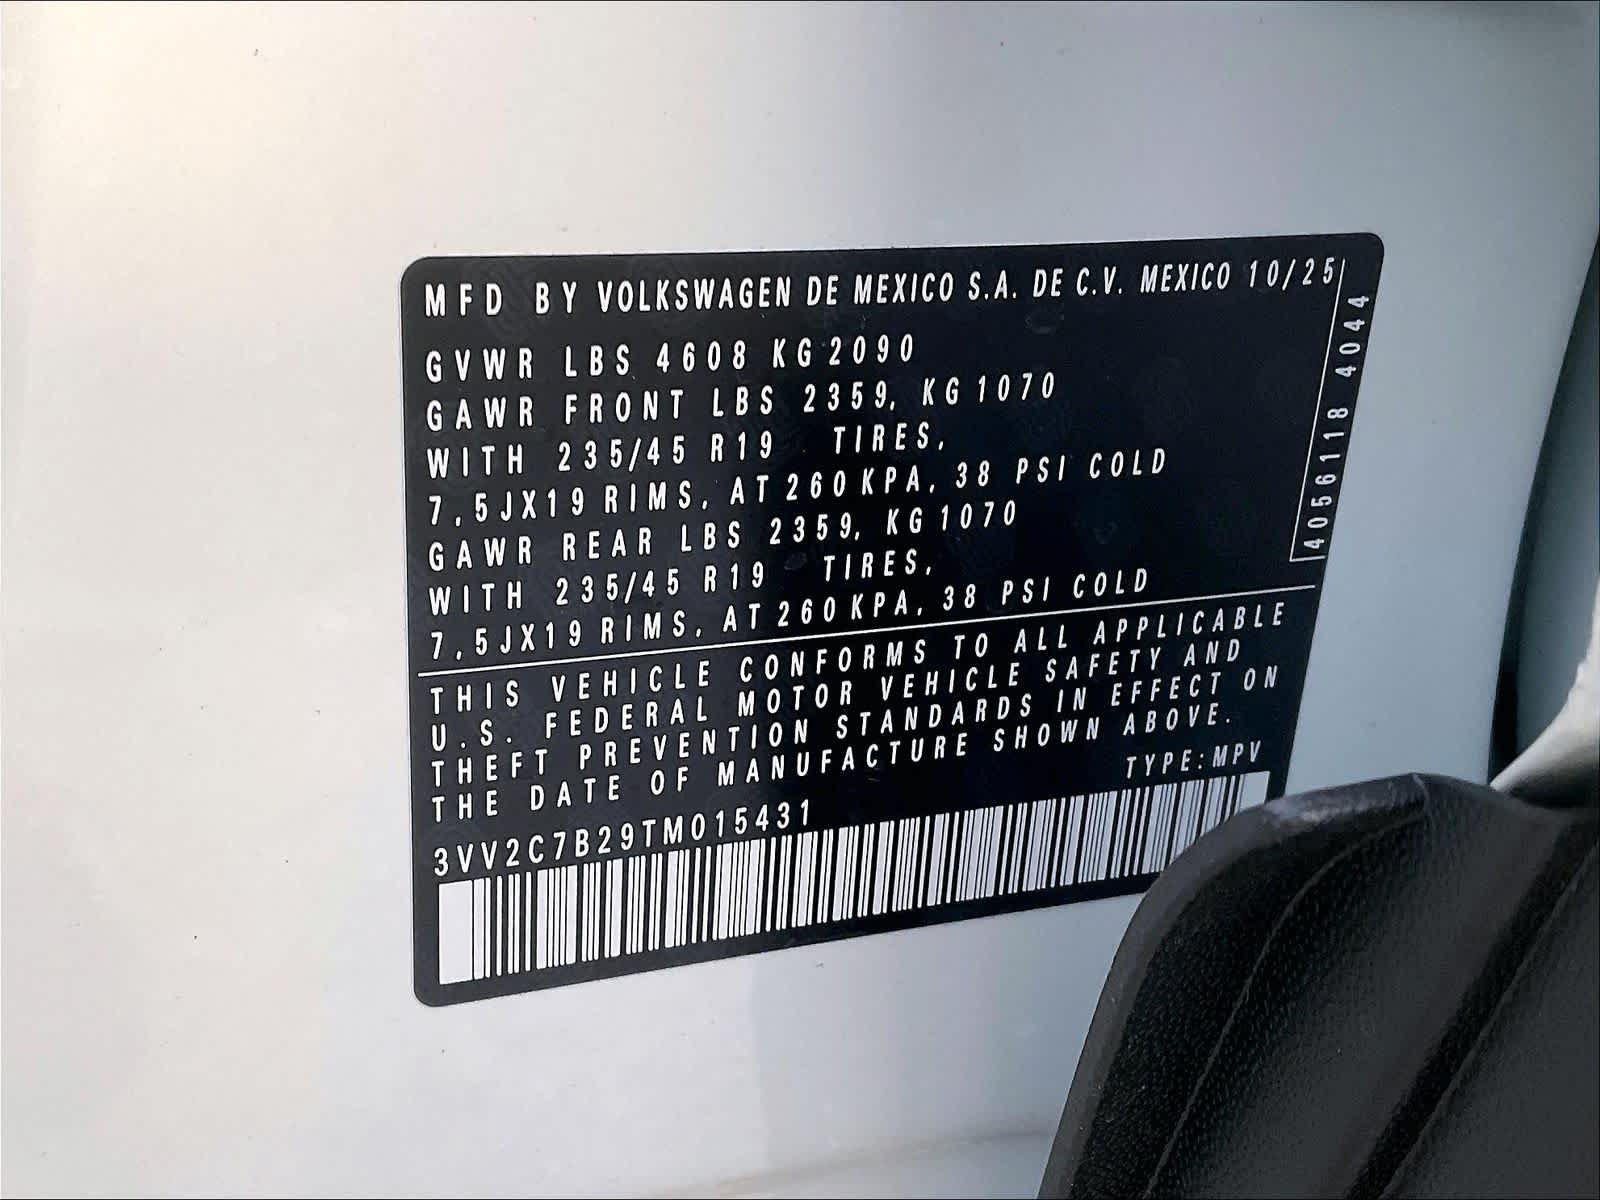 MFD BY VOLKSWAGEN DE MEXICO S.A. DE C.V. MEXICO 10/25
GVWR LBS 4608 KG 2090
GAWR FRONT LBS 2359, KG 1070
WITH 235/45 R19 TIRES,
7,5JX19 RIMS, AT 260 KPA, 38 PSI COLD
GAWR REAR LBS 2359, KG 1070
WITH 235/45 R19 TIRES,
7,5JX19 RIMS, AT 260 KPA, 38 PSI COLD
4056118 4044
THIS VEHICLE CONFORMS TO ALL APPLICABLE
U.S. FEDERAL MOTOR VEHICLE SAFETY AND
THEFT PREVENTION STANDARDS IN EFFECT ON
THE DATE OF MANUFACTURE SHOWN ABOVE.
TYPE:MPV
3VV2C7B29TM015431